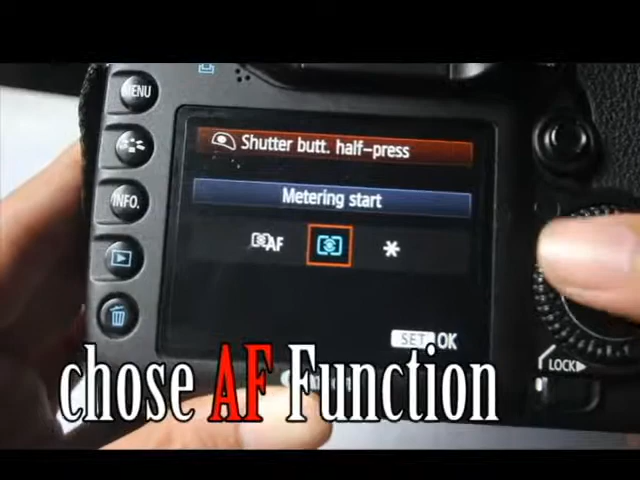 MENU
Shutter butt. half-press
Metering start
INFO.
AF
*
SET OK
LOCK▶
chose AF Function